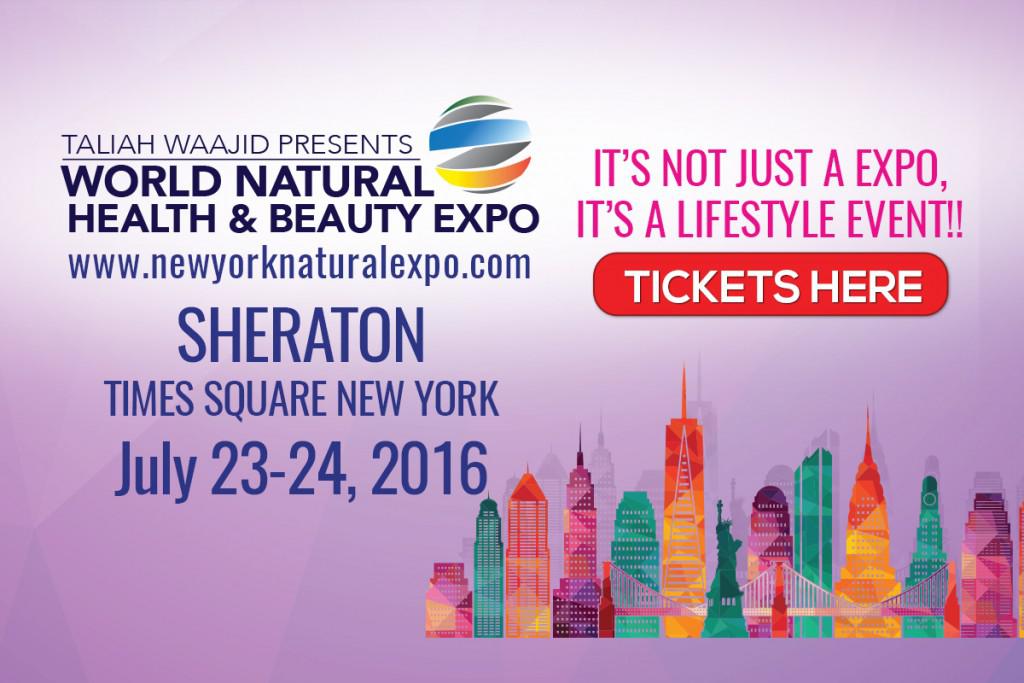 TALIAH WAAJID PRESENTS
WORLD NATURAL
HEALTH & BEAUTY EXPO
www.newyorknaturalexpo.com
SHERATON
TIMES SQUARE NEW YORK
July 23-24, 2016
IT'S NOT JUST A EXPO,
IT'S A LIFESTYLE EVENT!!
TICKETS HERE